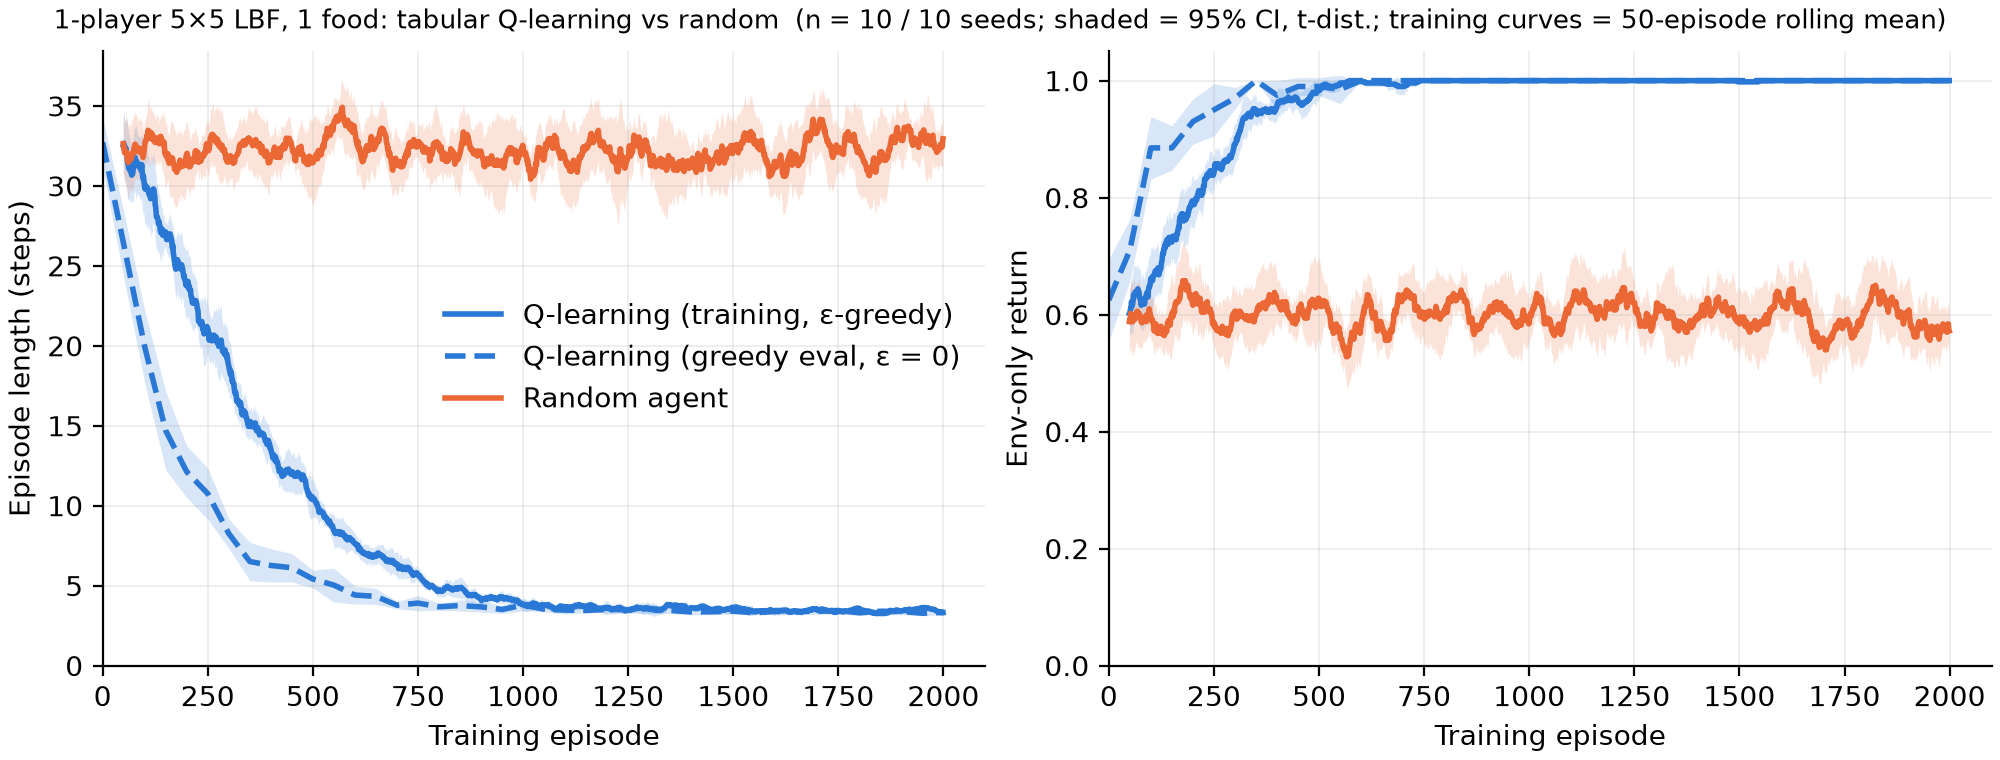 1-player 5×5 LBF, 1 food: tabular Q-learning vs random (n = 10 / 10 seeds; shaded = 95% CI, t-dist.; training curves = 50-episode rolling mean)
Episode length (steps)
35
30
25
20
15
10
5
0
0 250 500 750 1000 1250 1500 1750 2000
Training episode
Q-learning (training, ε-greedy)
Q-learning (greedy eval, ε = 0)
Random agent
Env-only return
1.0
0.8
0.6
0.4
0.2
0.0
0 250 500 750 1000 1250 1500 1750 2000
Training episode